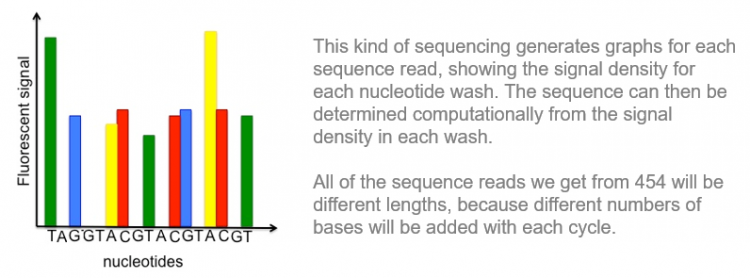 Fluorescent signal
TAGGTACGTACGTACGT
nucleotides
This kind of sequencing generates graphs for each
sequence read, showing the signal density for
each nucleotide wash. The sequence can then be
determined computationally from the signal
density in each wash.
All of the sequence reads we get from 454 will be
different lengths, because different numbers of
bases will be added with each cycle.